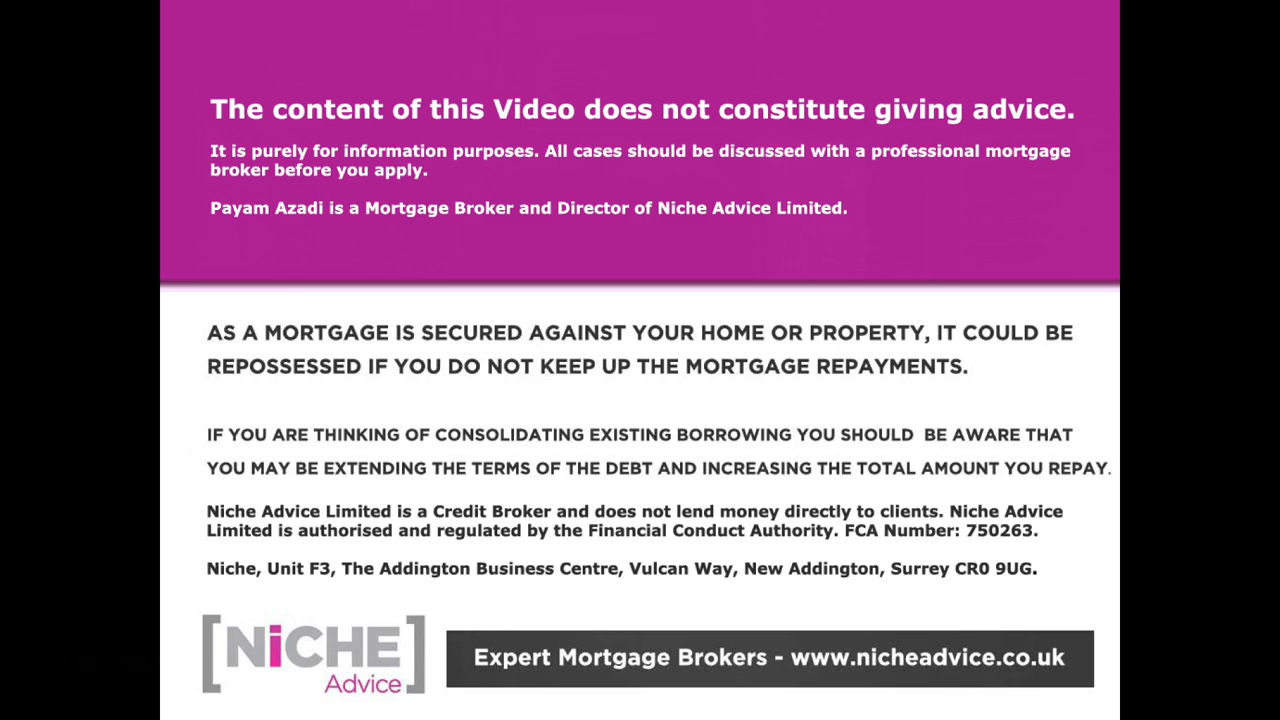 The content of this Video does not constitute giving advice.
It is purely for information purposes. All cases should be discussed with a professional mortgage
broker before you apply.
Payam Azadi is a Mortgage Broker and Director of Niche Advice Limited.
AS A MORTGAGE IS SECURED AGAINST YOUR HOME OR PROPERTY, IT COULD BE
REPOSSESSED IF YOU DO NOT KEEP UP THE MORTGAGE REPAYMENTS.
IF YOU ARE THINKING OF CONSOLIDATING EXISTING BORROWING YOU SHOULD BE AWARE THAT
YOU MAY BE EXTENDING THE TERMS OF THE DEBT AND INCREASING THE TOTAL AMOUNT YOU REPAY.
Niche Advice Limited is a Credit Broker and does not lend money directly to clients. Niche Advice
Limited is authorised and regulated by the Financial Conduct Authority. FCA Number: 750263.
Niche, Unit F3, The Addington Business Centre, Vulcan Way, New Addington, Surrey CR0 9UG.
[NiCHE
Advice]
Expert Mortgage Brokers - www.nicheadvice.co.uk